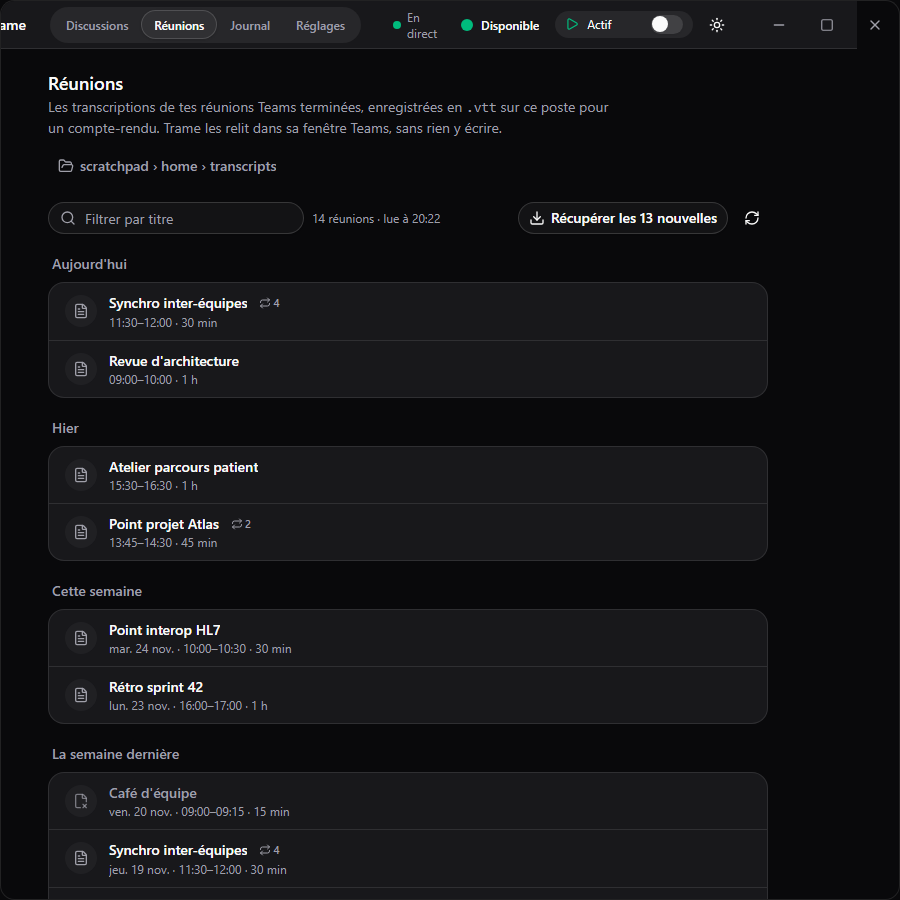 ame
Discussions
Réunions
Journal
Réglages
En
direct
Disponible
Actif
Réunions
Les transcriptions de tes réunions Teams terminées, enregistrées en .vtt sur ce poste pour
un compte-rendu. Trame les relit dans sa fenêtre Teams, sans rien y écrire.
scratchpad › home › transcripts
Filtrer par titre
14 réunions · lue à 20:22
Récupérer les 13 nouvelles
Aujourd'hui
Synchro inter-équipes 4
11:30–12:00 · 30 min
Revue d'architecture
09:00–10:00 · 1 h
Hier
Atelier parcours patient
15:30–16:30 · 1 h
Point projet Atlas 2
13:45–14:30 · 45 min
Cette semaine
Point interop HL7
mar. 24 nov. · 10:00–10:30 · 30 min
Rétro sprint 42
lun. 23 nov. · 16:00–17:00 · 1 h
La semaine dernière
Café d'équipe
ven. 20 nov. · 09:00–09:15 · 15 min
Synchro inter-équipes 4
jeu. 19 nov. · 11:30–12:00 · 30 min